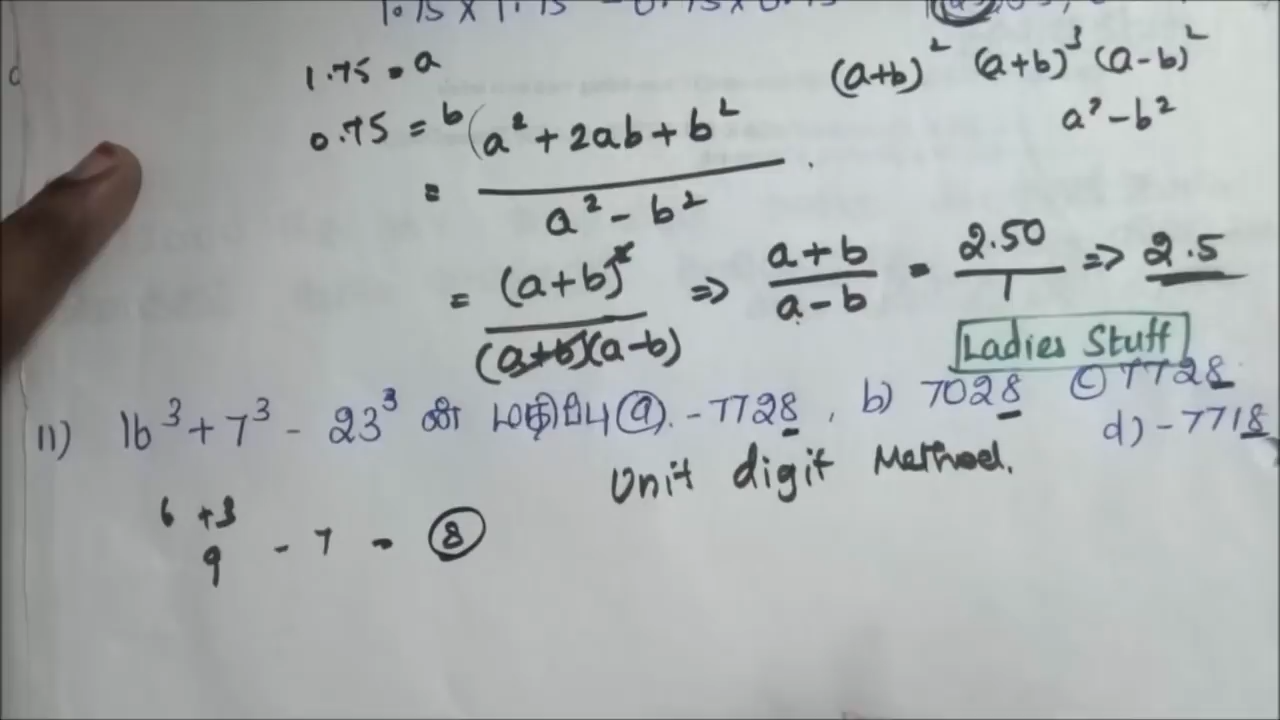 1.75 = a
(a+b)² (a+b)³ (a-b)²
a² - b²
0.75 = b
= (a² + 2ab + b²
a² - b²
= (a+b)² => a+b = 2.50 => 2.5
(a+b)(a-b) a-b 1
Ladies Stuff
11) 16³ + 7³ - 23³ ன் மதிப்பு (a). -7728, b) 7028 (c) 7728
d) - 7718
Unit digit Method.
6 +3
9 - 7 = 8